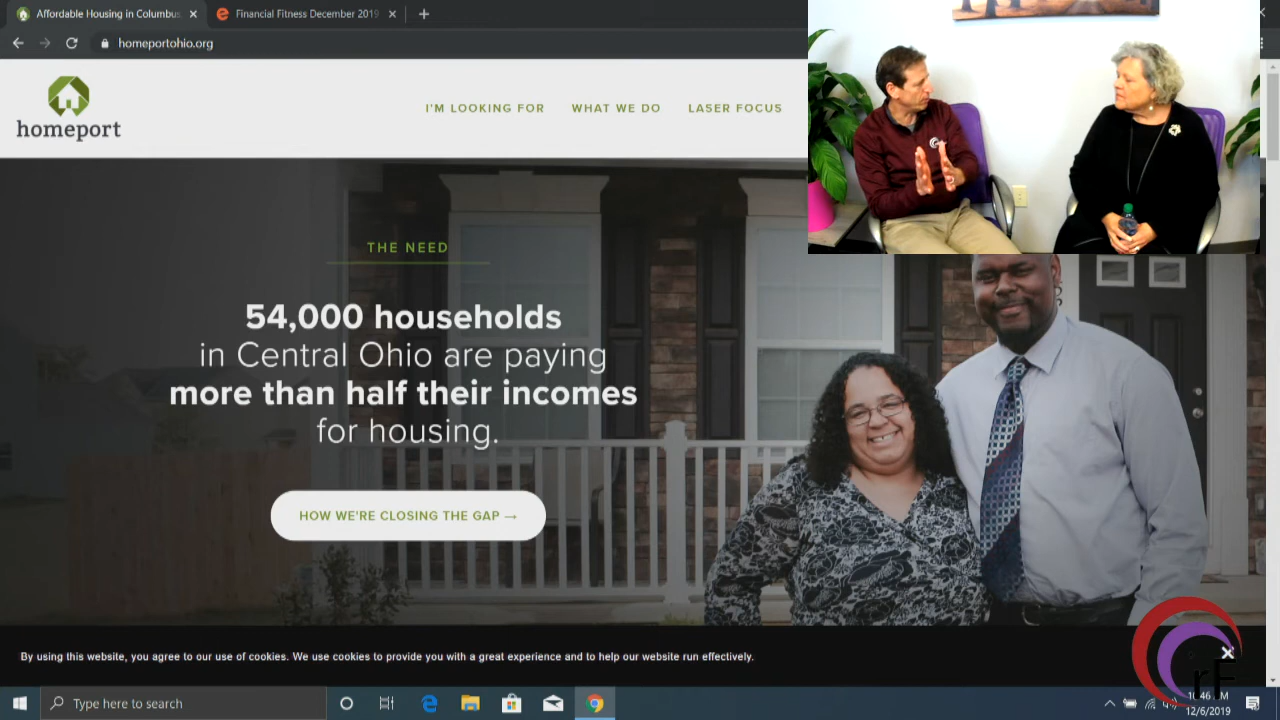 Affordable Housing in Columbus
Financial Fitness December 2019
homeportohio.org
homeport
I'M LOOKING FOR
WHAT WE DO
LASER FOCUS
THE NEED
54,000 households
in Central Ohio are paying
more than half their incomes
for housing.
HOW WE'RE CLOSING THE GAP →
By using this website, you agree to our use of cookies. We use cookies to provide you with a great experience and to help our website run effectively.
rF
Type here to search
12/6/2019